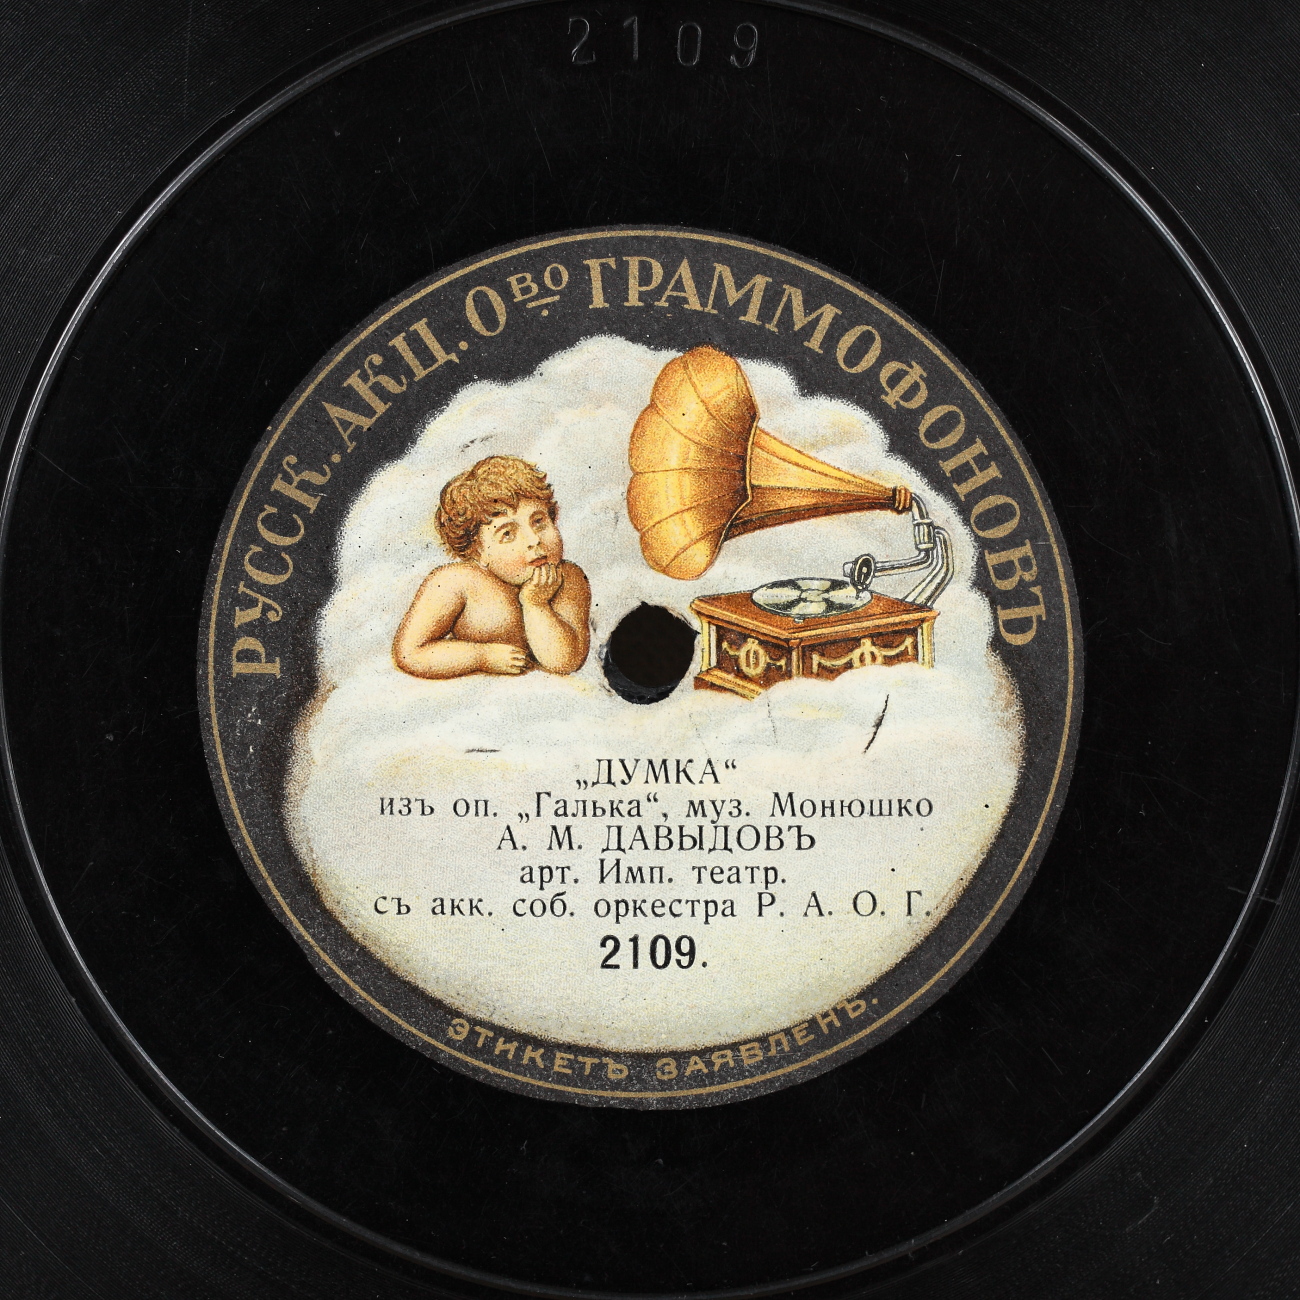 2109
РУССК. АКЦ. Ово ГРАММОФОНОВЪ
„ДУМКА“
изъ оп. „Галька“, муз. Монюшко
А. М. ДАВЫДОВЪ
арт. Имп. театр.
съ акк. соб. оркестра Р. А. О. Г.
2109.
ЭТИКЕТЪ ЗАЯВЛЕНЪ.